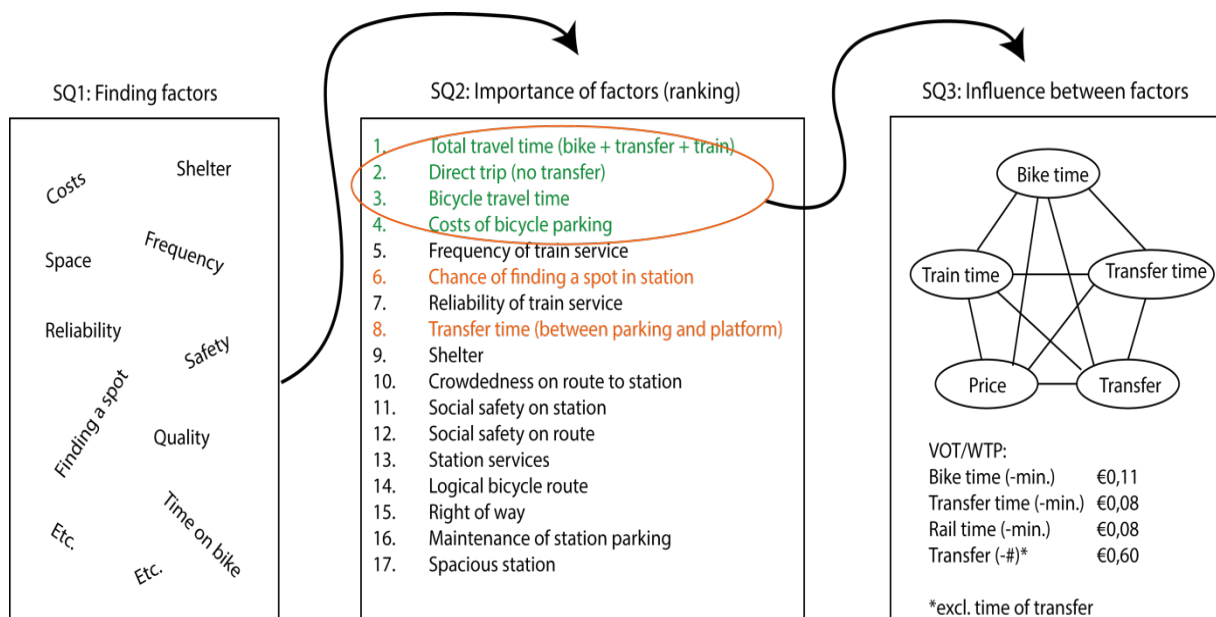 SQ1: Finding factors
Costs
Shelter
Frequency
Space
Reliability
Safety
Finding a spot
Quality
Time on bike
Etc.
Etc.
SQ2: Importance of factors (ranking)
1. Total travel time (bike + transfer + train)
2. Direct trip (no transfer)
3. Bicycle travel time
4. Costs of bicycle parking
5. Frequency of train service
6. Chance of finding a spot in station
7. Reliability of train service
8. Transfer time (between parking and platform)
9. Shelter
10. Crowdedness on route to station
11. Social safety on station
12. Social safety on route
13. Station services
14. Logical bicycle route
15. Right of way
16. Maintenance of station parking
17. Spacious station
SQ3: Influence between factors
Bike time
Train time
Transfer time
Price
Transfer
VOT/WTP:
Bike time (-min.) €0,11
Transfer time (-min.) €0,08
Rail time (-min.) €0,08
Transfer (-#)* €0,60
*excl. time of transfer